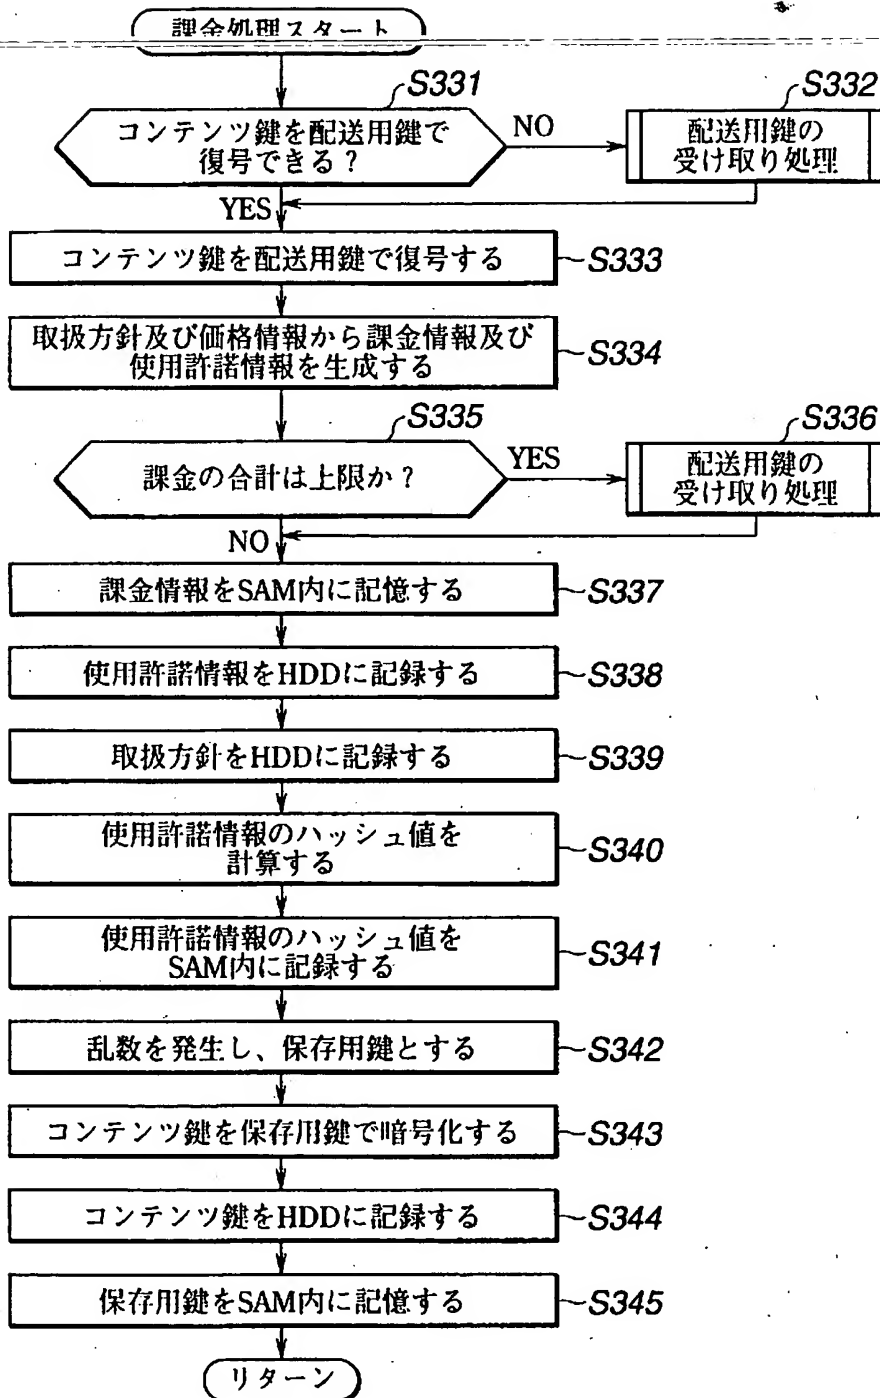 課金処理スタート
S331
S332
コンテンツ鍵を配送用鍵で
復号できる?
NO
配送用鍵の
受け取り処理
YES
コンテンツ鍵を配送用鍵で復号する
S333
取扱方針及び価格情報から課金情報及び
使用許諾情報を生成する
S334
S335
S336
課金の合計は上限か?
YES
配送用鍵の
受け取り処理
NO
課金情報をSAM内に記憶する
S337
使用許諾情報をHDDに記録する
S338
取扱方針をHDDに記録する
S339
使用許諾情報のハッシュ値を
計算する
S340
使用許諾情報のハッシュ値を
SAM内に記録する
S341
乱数を発生し、保存用鍵とする
S342
コンテンツ鍵を保存用鍵で暗号化する
S343
コンテンツ鍵をHDDに記録する
S344
保存用鍵をSAM内に記憶する
S345
リターン